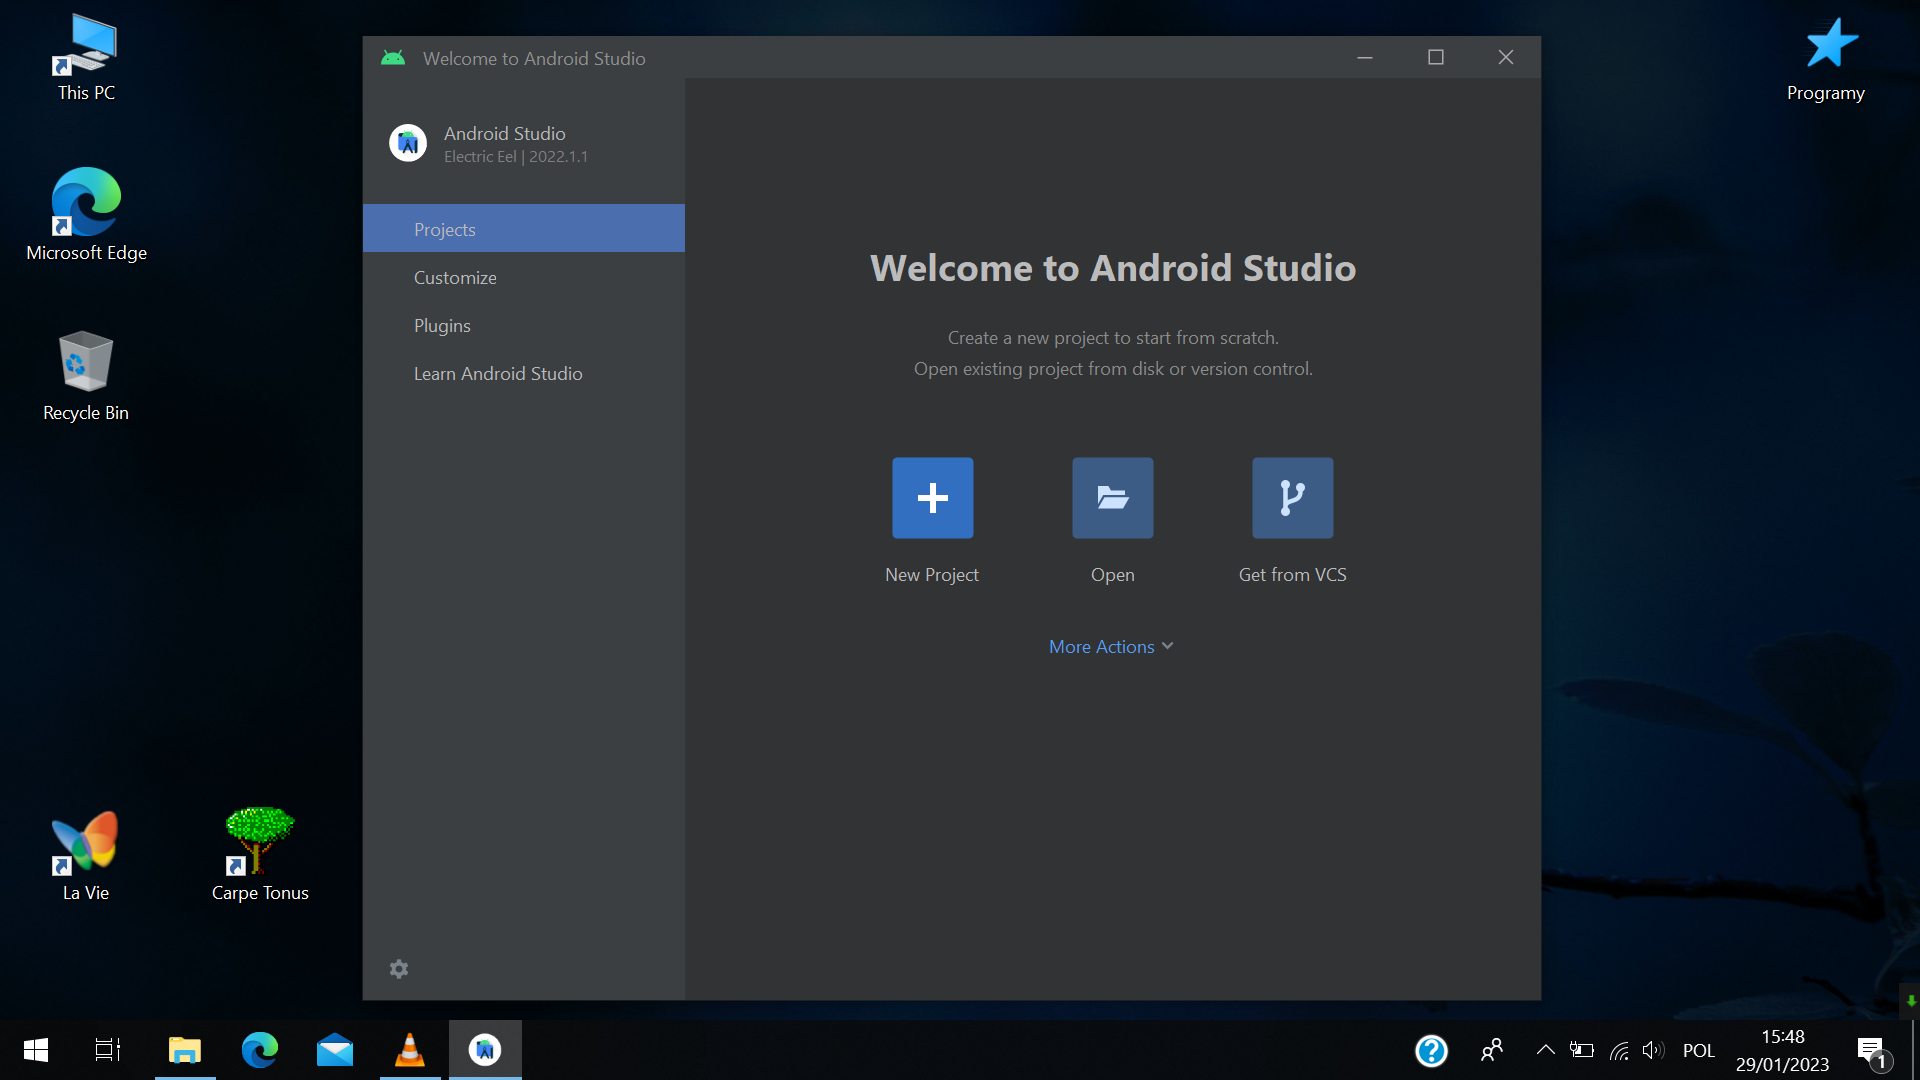 This PC
Microsoft Edge
Recycle Bin
La Vie
Carpe Tonus
Programy
Welcome to Android Studio
Android Studio
Electric Eel | 2022.1.1
Projects
Customize
Plugins
Learn Android Studio
Welcome to Android Studio
Create a new project to start from scratch.
Open existing project from disk or version control.
New Project
Open
Get from VCS
More Actions
POL
15:48
29/01/2023
1